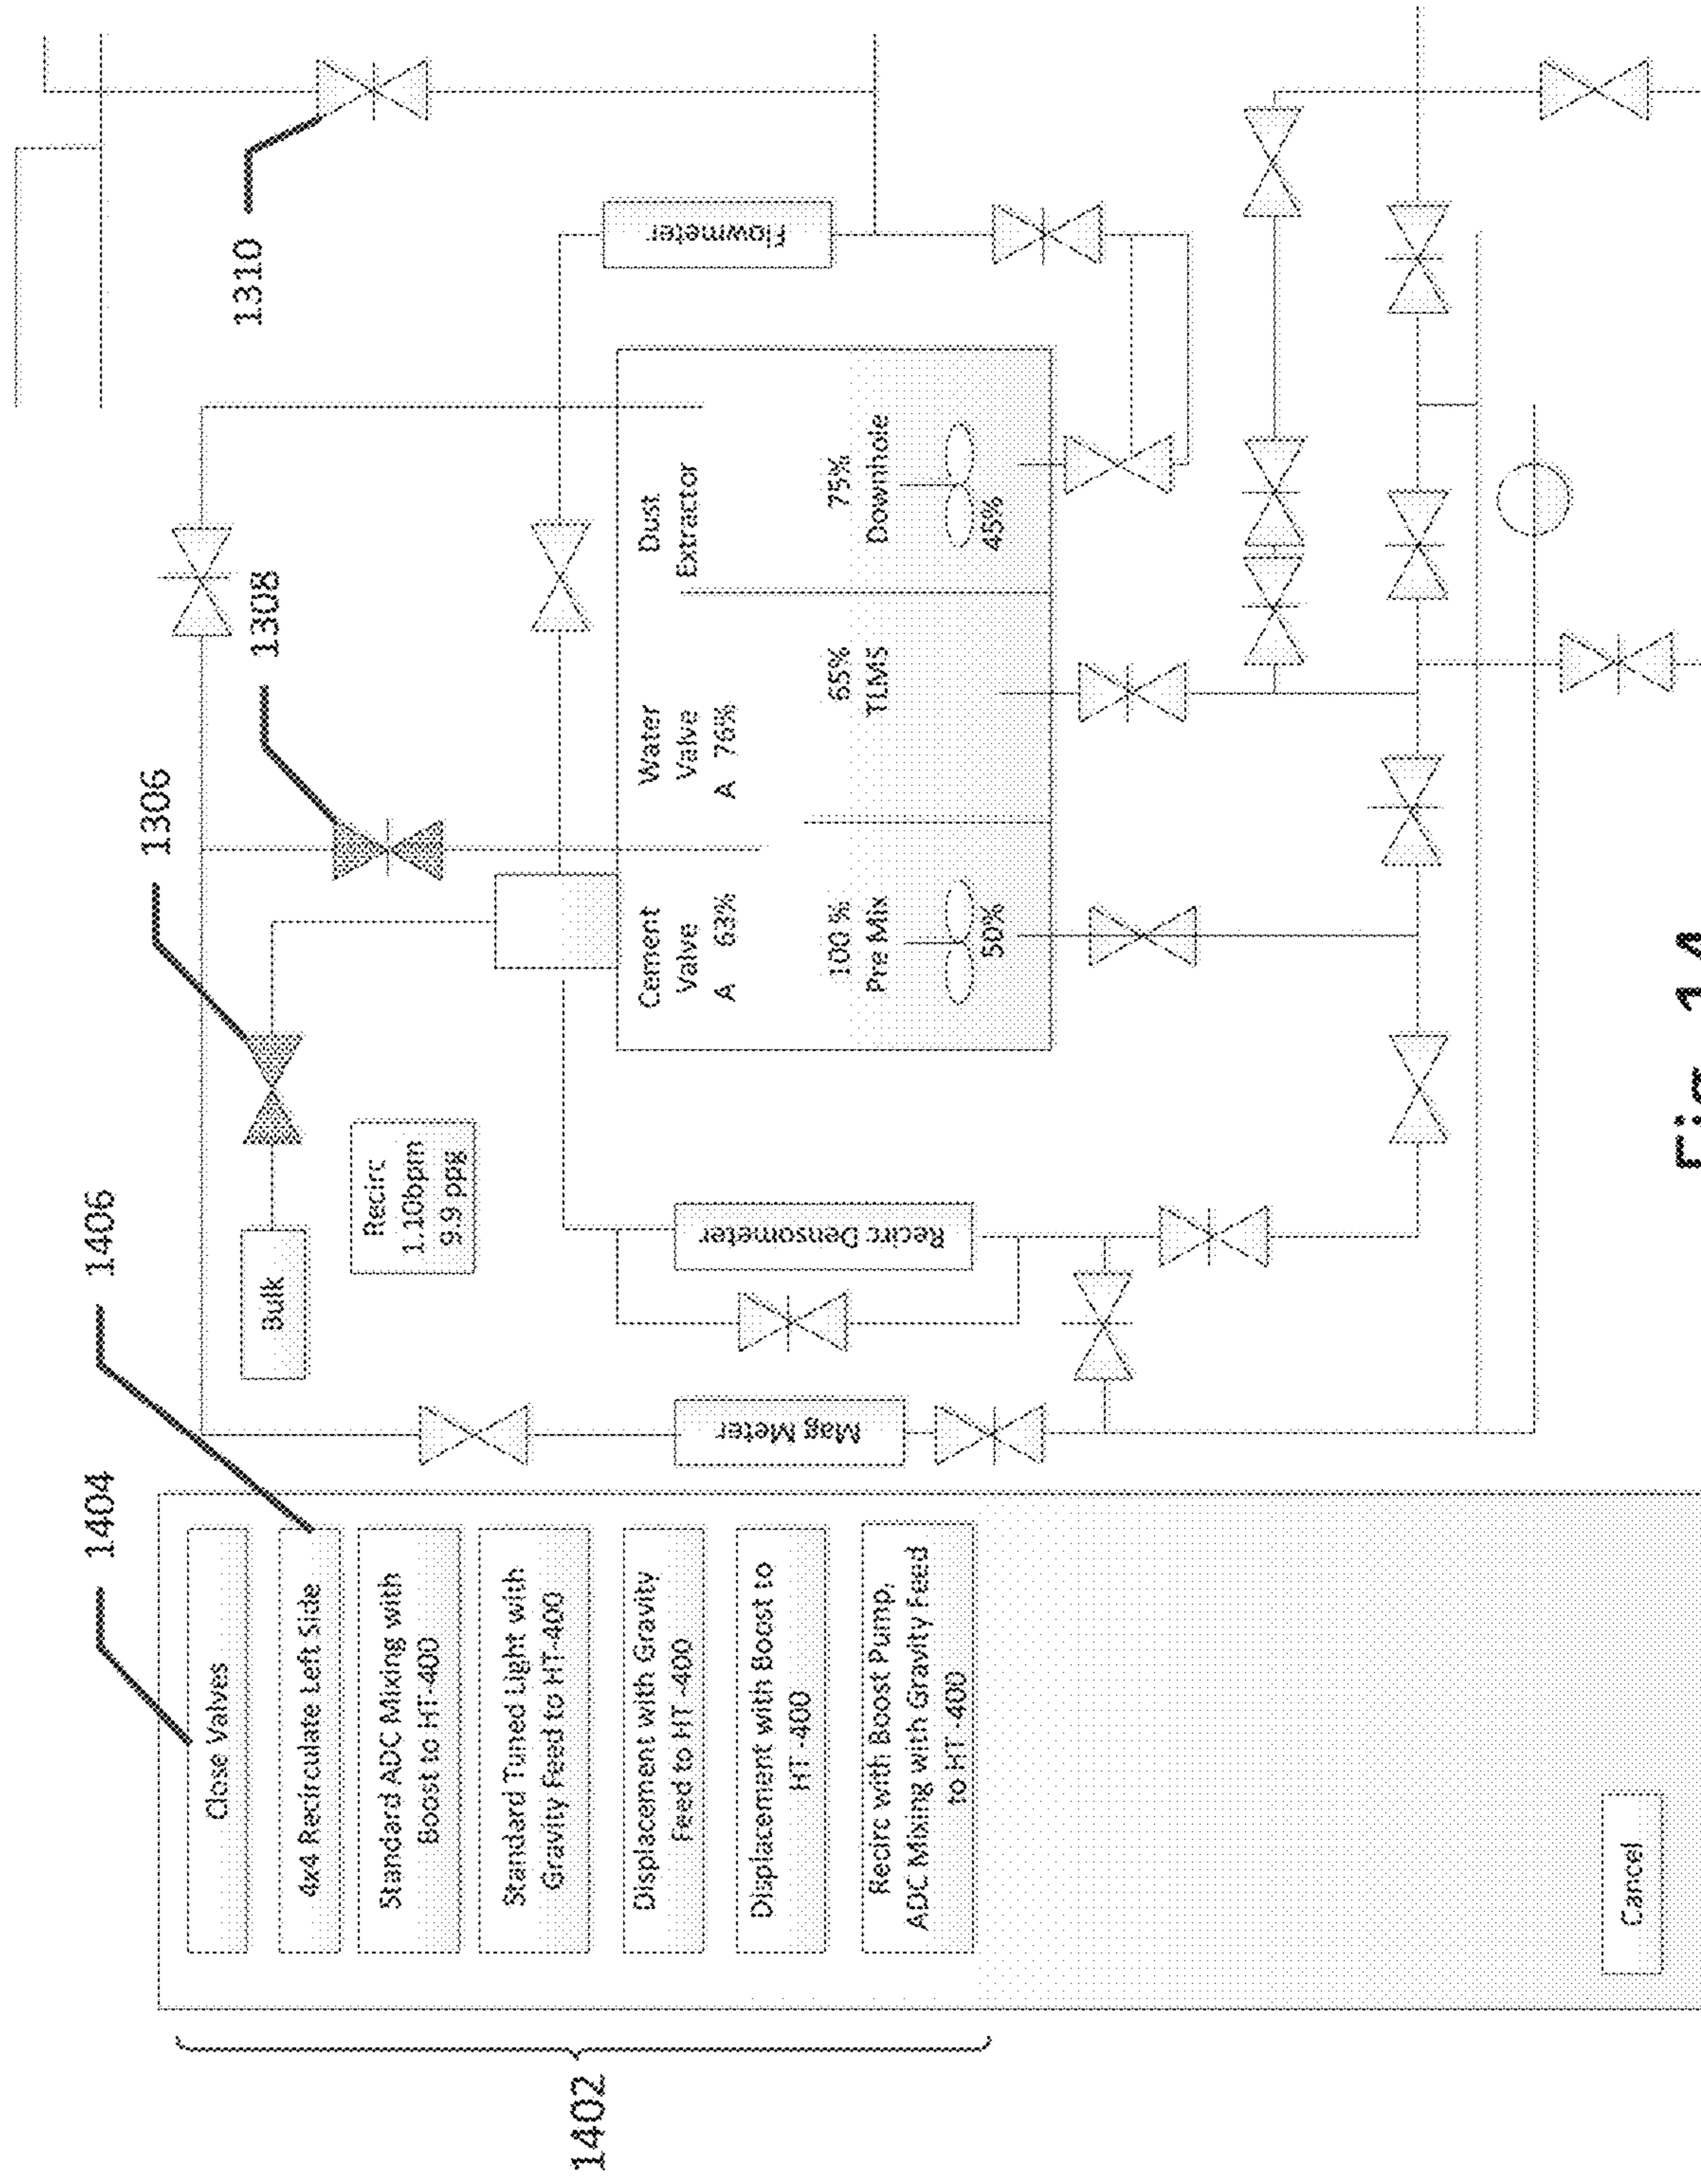 1402
1404
1406
Close Valves
4x4 Recirculate Left Side
Standard ADC Mixing with
Boost to HT-400
Standard Tuned Light with
Gravity Feed to HT-400
Displacement with Gravity
Feed to HT -400
Displacement with Boost to
HT -400
Recirc with Boost Pump,
ADC Mixing with Gravity Feed
to HT -400
Cancel
Bulk
Recirc
1.10bpm
9.9 ppg
Mag Meter
Recirc Densometer
1306
1308
1310
Cement
Valve
A 63%
Water
Valve
A 76%
Dust
Extractor
100 %
Pre Mix
50%
65%
TLMS
75%
Downhole
45%
Flowmeter
Fig. 14